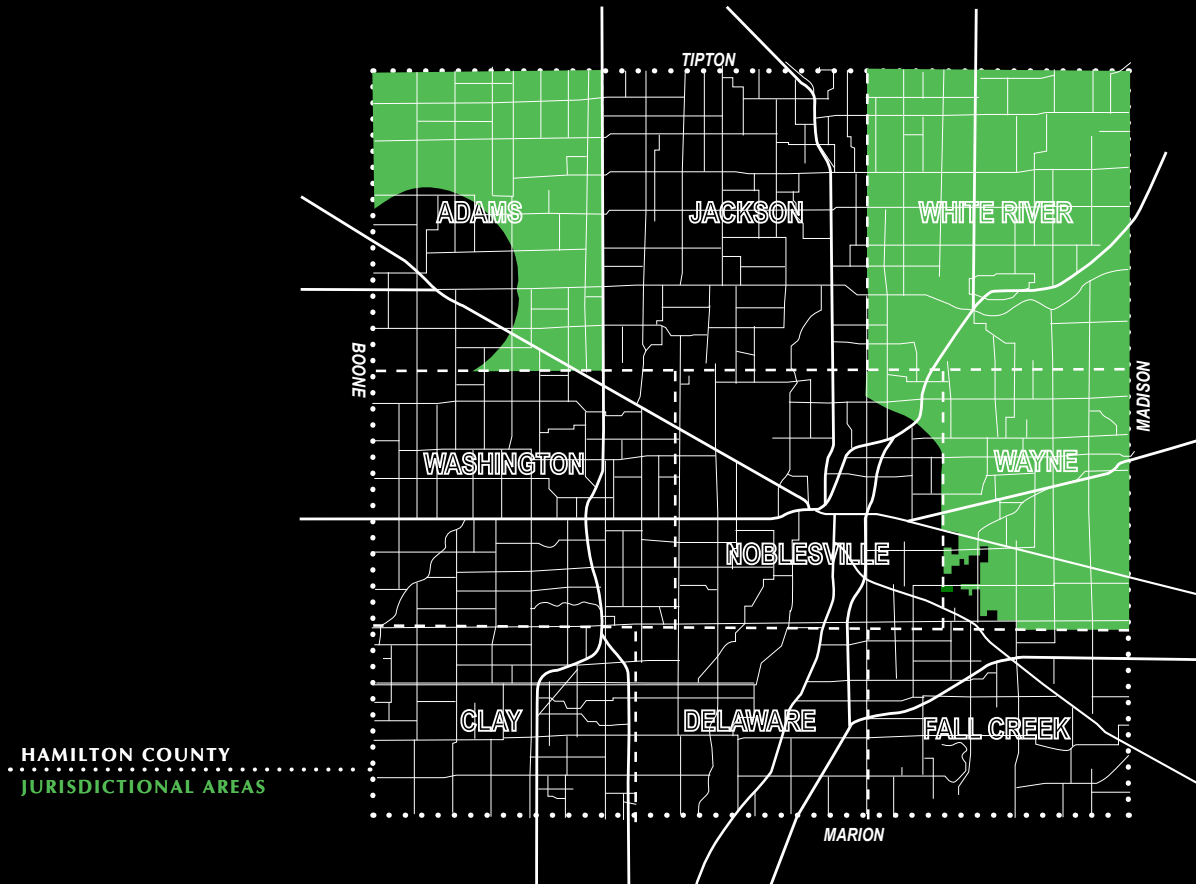 TIPTON
ADAMS
JACKSON
WHITE RIVER
BOONE
MADISON
WASHINGTON
WAYNE
NOBLESVILLE
CLAY
DELAWARE
FALL CREEK
HAMILTON COUNTY
JURISDICTIONAL AREAS
MARION